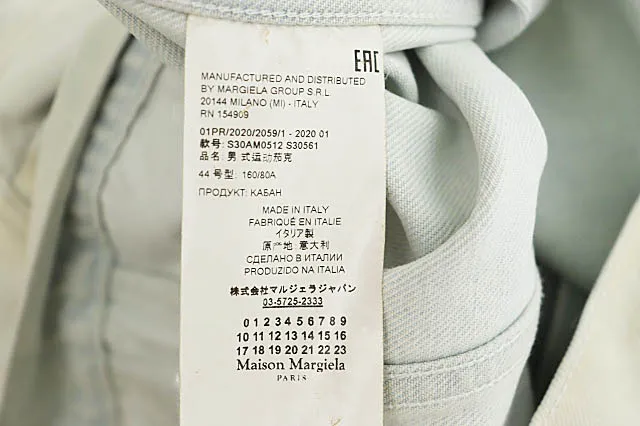 EAC
MANUFACTURED AND DISTRIBUTED
BY MARGIELA GROUP S.R.L.
20144 MILANO (MI) - ITALY
RN 154909
01PR/2020/2059/1 - 2020 01
款号: S30AM0512 S30561
品名: 男式运动茄克
44 号型: 160/80A
ПРОДУКТ: КАБАН
MADE IN ITALY
FABRIQUÉ EN ITALIE
イタリア製
原产地: 意大利
СДЕЛАНО В ИТАЛИИ
PRODUZIDO NA ITALIA
株式会社マルジェラジャパン
03-5725-2333
0 1 2 3 4 5 6 7 8 9
10 11 12 13 14 15 16
17 18 19 20 21 22 23
Maison Margiela
PARIS